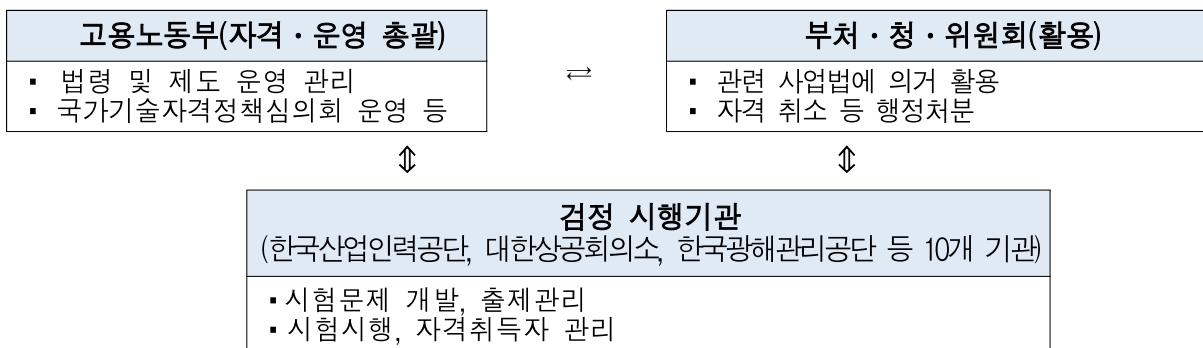 고용노동부(자격·운영 총괄)
▪ 법령 및 제도 운영 관리
▪ 국가기술자격정책심의회 운영 등
⇄
부처·청·위원회(활용)
▪ 관련 사업법에 의거 활용
▪ 자격 취소 등 행정처분
⇕
⇕
검정 시행기관
(한국산업인력공단, 대한상공회의소, 한국광해관리공단 등 10개 기관)
▪ 시험문제 개발, 출제관리
▪ 시험시행, 자격취득자 관리